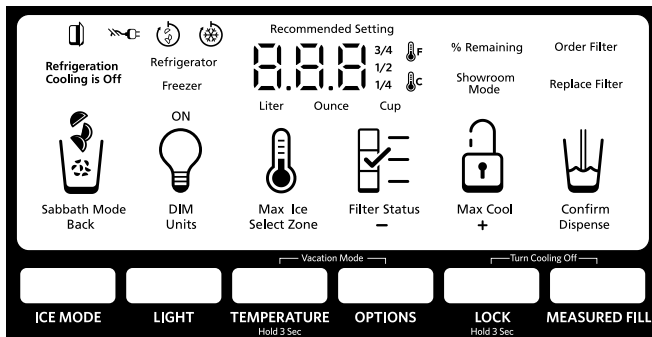 Recommended Setting
Refrigeration
Cooling is Off
Refrigerator
Freezer
8.8.8
3/4
1/2
1/4
F
C
Liter Ounce Cup
% Remaining
Showroom
Mode
Order Filter
Replace Filter
ON
Sabbath Mode
Back
DIM
Units
Max Ice
Select Zone
Filter Status
–
Max Cool
+
Confirm
Dispense
Vacation Mode
Turn Cooling Off
ICE MODE
LIGHT
TEMPERATURE
Hold 3 Sec
OPTIONS
LOCK
Hold 3 Sec
MEASURED FILL